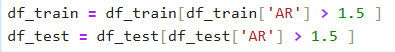 df_train = df_train[df_train['AR'] > 1.5 ]
df_test = df_test[df_test['AR'] > 1.5 ]